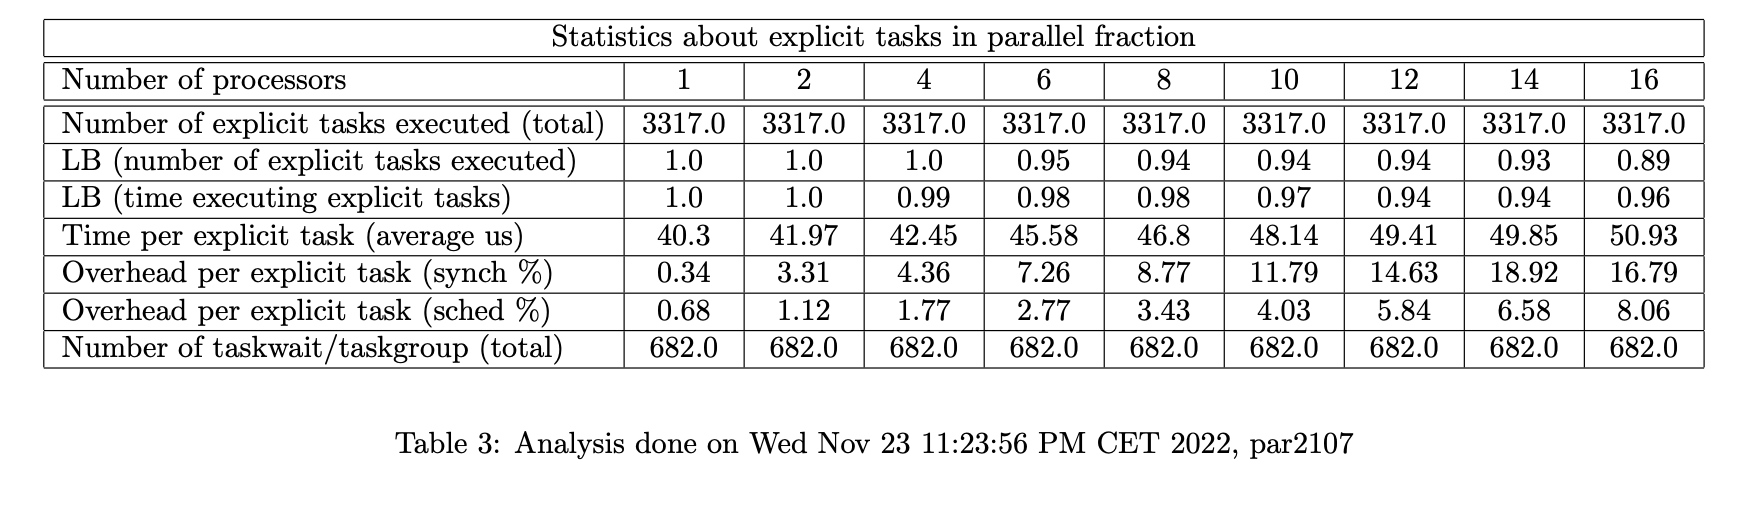 Statistics about explicit tasks in parallel fraction
Number of processors 1 2 4 6 8 10 12 14 16
Number of explicit tasks executed (total) 3317.0 3317.0 3317.0 3317.0 3317.0 3317.0 3317.0 3317.0 3317.0
LB (number of explicit tasks executed) 1.0 1.0 1.0 0.95 0.94 0.94 0.94 0.93 0.89
LB (time executing explicit tasks) 1.0 1.0 0.99 0.98 0.98 0.97 0.94 0.94 0.96
Time per explicit task (average us) 40.3 41.97 42.45 45.58 46.8 48.14 49.41 49.85 50.93
Overhead per explicit task (synch %) 0.34 3.31 4.36 7.26 8.77 11.79 14.63 18.92 16.79
Overhead per explicit task (sched %) 0.68 1.12 1.77 2.77 3.43 4.03 5.84 6.58 8.06
Number of taskwait/taskgroup (total) 682.0 682.0 682.0 682.0 682.0 682.0 682.0 682.0 682.0
Table 3: Analysis done on Wed Nov 23 11:23:56 PM CET 2022, par2107